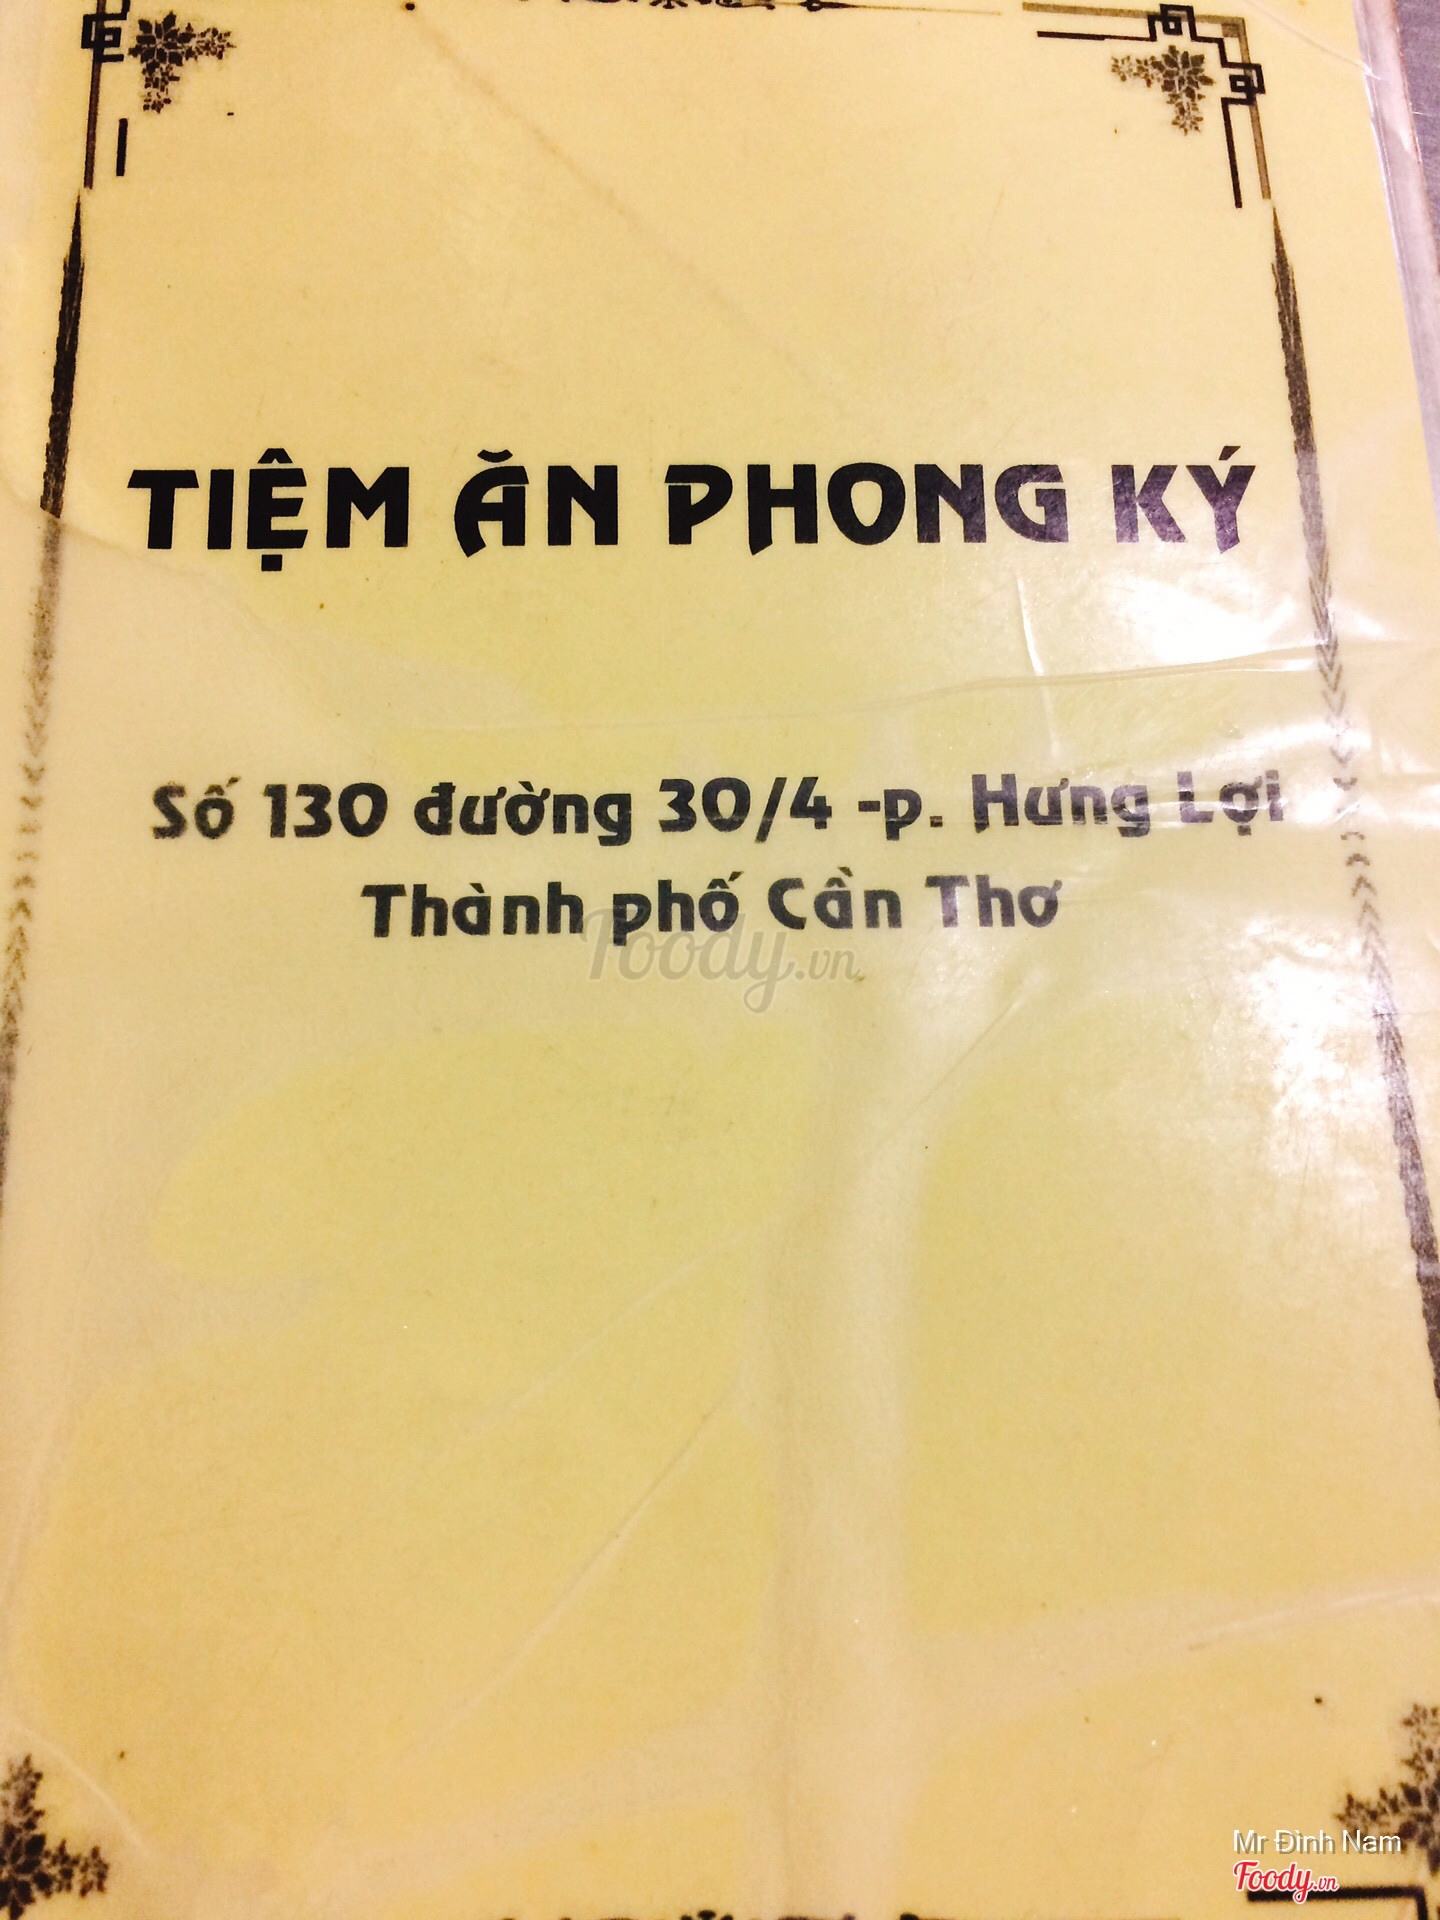 TIỆM ĂN PHONG KÝ
Số 130 đường 30/4 -p. Hưng Lợi
Thành phố Cần Thơ
Foody.vn
Mr Đình Nam
Foody.vn